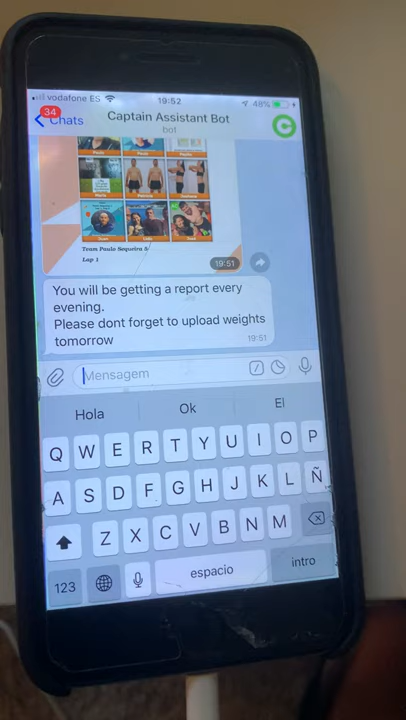 vodafone ES
19:52
48%
34
Chats
Captain Assistant Bot
bot
Team Paulo Sequeira 8
Lap 1
19:51
You will be getting a report every
evening.
Please dont forget to upload weights
tomorrow
19:51
Mensagem
Hola
Ok
El
Q W E R T Y U I O P
A S D F G H J K L Ñ
Z X C V B N M
123
espacio
intro